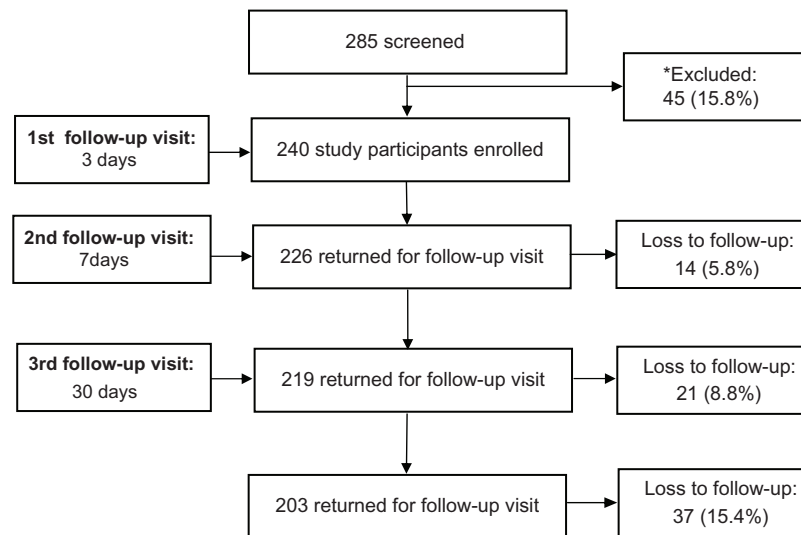 285 screened
*Excluded:
45 (15.8%)
1st follow-up visit:
3 days
240 study participants enrolled
2nd follow-up visit:
7days
226 returned for follow-up visit
Loss to follow-up:
14 (5.8%)
3rd follow-up visit:
30 days
219 returned for follow-up visit
Loss to follow-up:
21 (8.8%)
203 returned for follow-up visit
Loss to follow-up:
37 (15.4%)